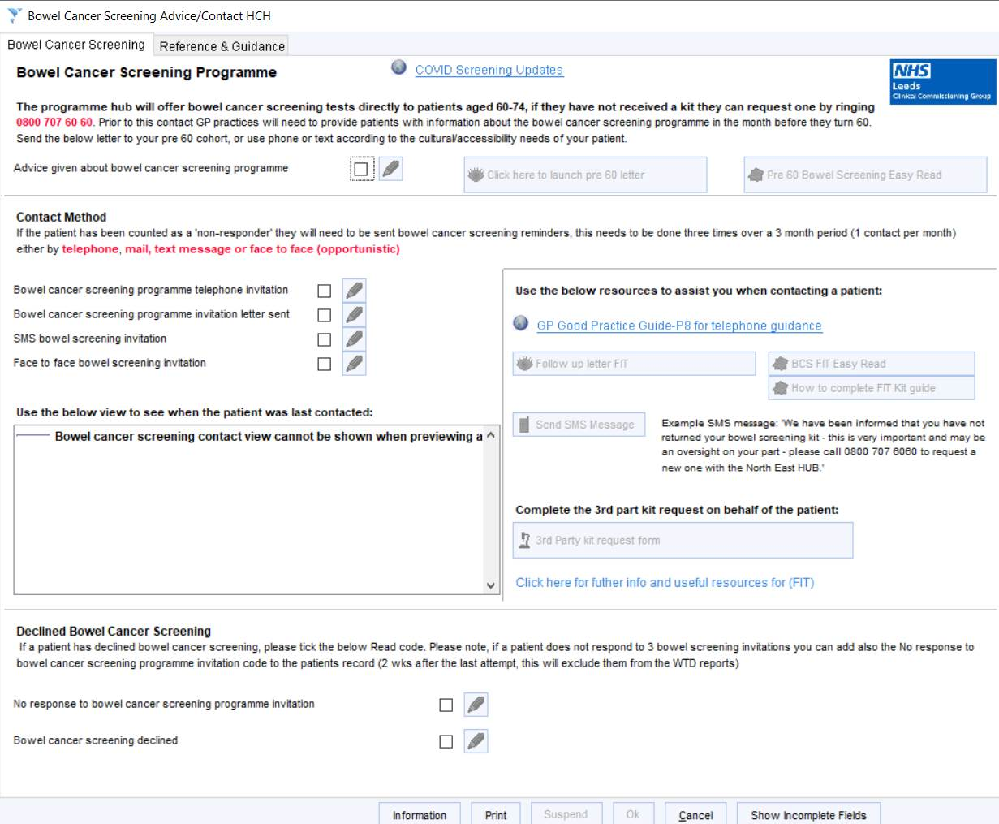 Bowel Cancer Screening Advice/Contact HCH
Bowel Cancer Screening
Reference & Guidance
Bowel Cancer Screening Programme
COVID Screening Updates
NHS
Leeds
Clinical Commissioning Group
The programme hub will offer bowel cancer screening tests directly to patients aged 60-74, if they have not received a kit they can request one by ringing
0800 707 60 60. Prior to this contact GP practices will need to provide patients with information about the bowel cancer screening programme in the month before they turn 60.
Send the below letter to your pre 60 cohort, or use phone or text according to the cultural/accessibility needs of your patient.
Advice given about bowel cancer screening programme
Click here to launch pre 60 letter
Pre 60 Bowel Screening Easy Read
Contact Method
If the patient has been counted as a 'non-responder' they will need to be sent bowel cancer screening reminders, this needs to be done three times over a 3 month period (1 contact per month)
either by telephone, mail, text message or face to face (opportunistic)
Bowel cancer screening programme telephone invitation
Bowel cancer screening programme invitation letter sent
SMS bowel screening invitation
Face to face bowel screening invitation
Use the below view to see when the patient was last contacted:
Bowel cancer screening contact view cannot be shown when previewing a
Use the below resources to assist you when contacting a patient:
GP Good Practice Guide-P8 for telephone guidance
Follow up letter FIT
BCS FIT Easy Read
How to complete FIT Kit guide
Send SMS Message
Example SMS message: 'We have been informed that you have not
returned your bowel screening kit - this is very important and may be
an oversight on your part - please call 0800 707 6060 to request a
new one with the North East HUB.'
Complete the 3rd part kit request on behalf of the patient:
3rd Party kit request form
Click here for futher info and useful resources for (FIT)
Declined Bowel Cancer Screening
If a patient has declined bowel cancer screening, please tick the below Read code. Please note, if a patient does not respond to 3 bowel screening invitations you can add also the No response to
bowel cancer screening programme invitation code to the patients record (2 wks after the last attempt, this will exclude them from the WTD reports)
No response to bowel cancer screening programme invitation
Bowel cancer screening declined
Information
Print
Suspend
Ok
Cancel
Show Incomplete Fields